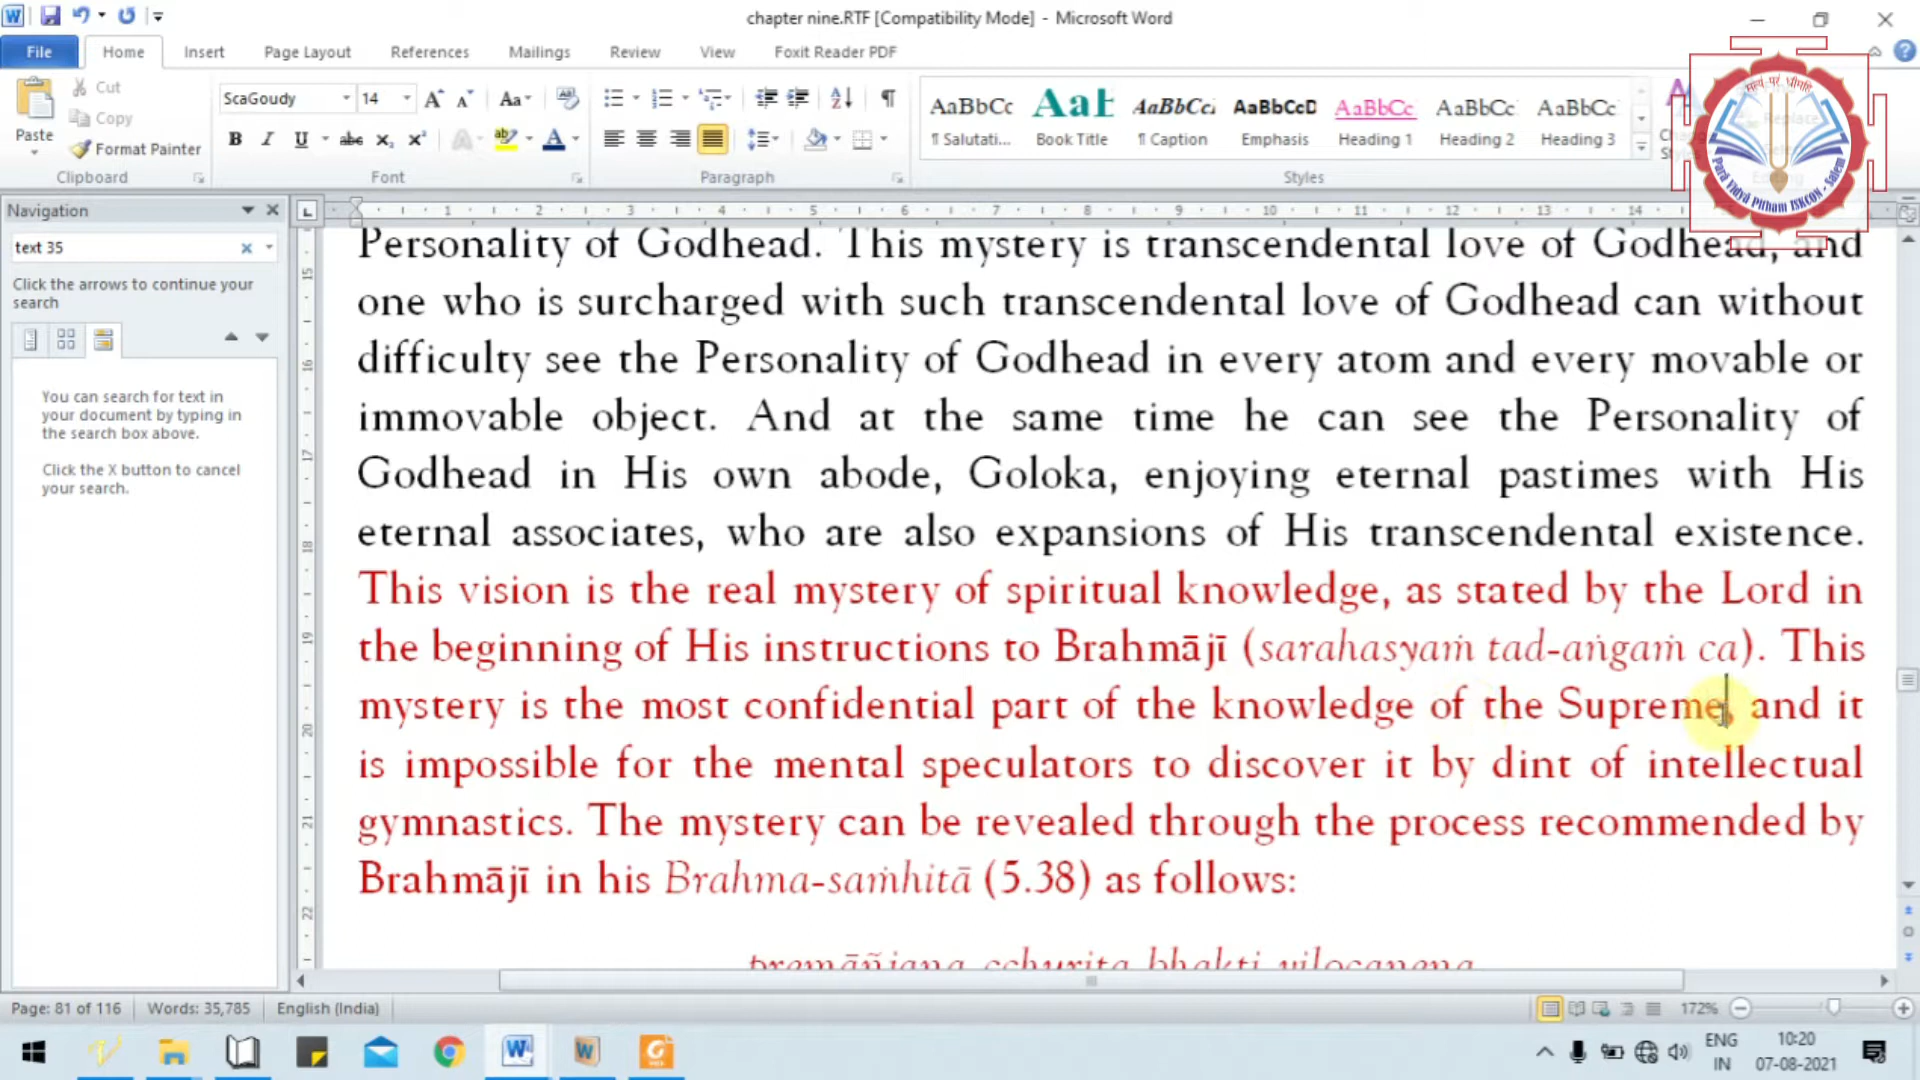 chapter nine.RTF [Compatibility Mode] - Microsoft Word
File Home Insert Page Layout References Mailings Review View Foxit Reader PDF
Paste
Cut
Copy
Format Painter
ScaGoudy 14
AaBbCc AaB AaBbCc AaBbCcD AaBbCc AaBbCc AaBbCc
¶ Salutati... Book Title ¶ Caption Emphasis Heading 1 Heading 2 Heading 3
Replace
Clipboard Font Paragraph Styles Editing
Para Vidya Pitham ISKCON - Salem
Navigation
text 35
Click the arrows to continue your
search
You can search for text in
your document by typing in
the search box above.
Click the X button to cancel
your search.
Personality of Godhead. This mystery is transcendental love of Godhead, and
one who is surcharged with such transcendental love of Godhead can without
difficulty see the Personality of Godhead in every atom and every movable or
immovable object. And at the same time he can see the Personality of
Godhead in His own abode, Goloka, enjoying eternal pastimes with His
eternal associates, who are also expansions of His transcendental existence.
This vision is the real mystery of spiritual knowledge, as stated by the Lord in
the beginning of His instructions to Brahmājī (sarahasyaṁ tad-aṅgaṁ ca). This
mystery is the most confidential part of the knowledge of the Supreme, and it
is impossible for the mental speculators to discover it by dint of intellectual
gymnastics. The mystery can be revealed through the process recommended by
Brahmājī in his Brahma-saṁhitā (5.38) as follows:
premāñjana cchurita bhakti vilocanena
Page: 81 of 116 Words: 35,785 English (India) 172%
ENG
IN
10:20
07-08-2021